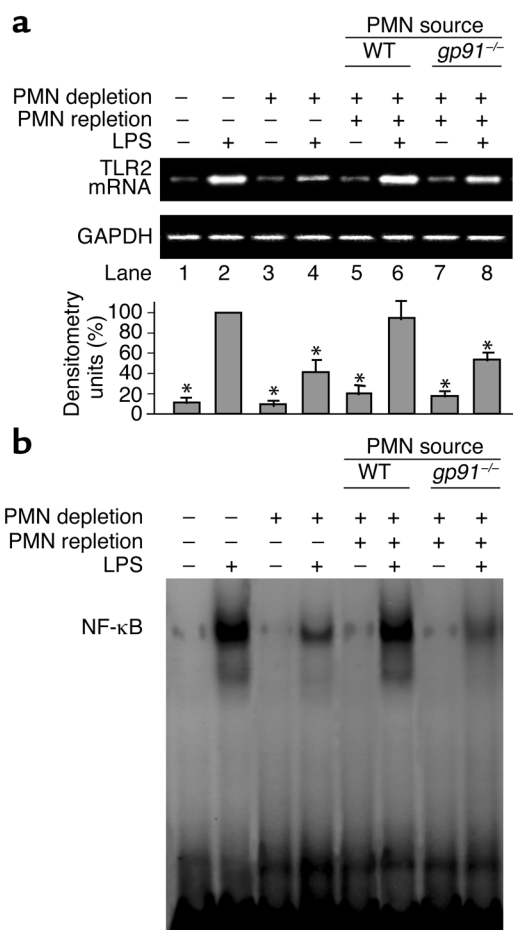 a
PMN source
WT gp91−/−
PMN depletion − − + + + + + +
PMN repletion − − − − + + + +
LPS − + − + − + − +
TLR2
mRNA
GAPDH
Lane 1 2 3 4 5 6 7 8
Densitometry
units (%)
100
80
60
40
20
0
* * * * * *
b
PMN source
WT gp91−/−
PMN depletion − − + + + + + +
PMN repletion − − − − + + + +
LPS − + − + − + − +
NF-κB